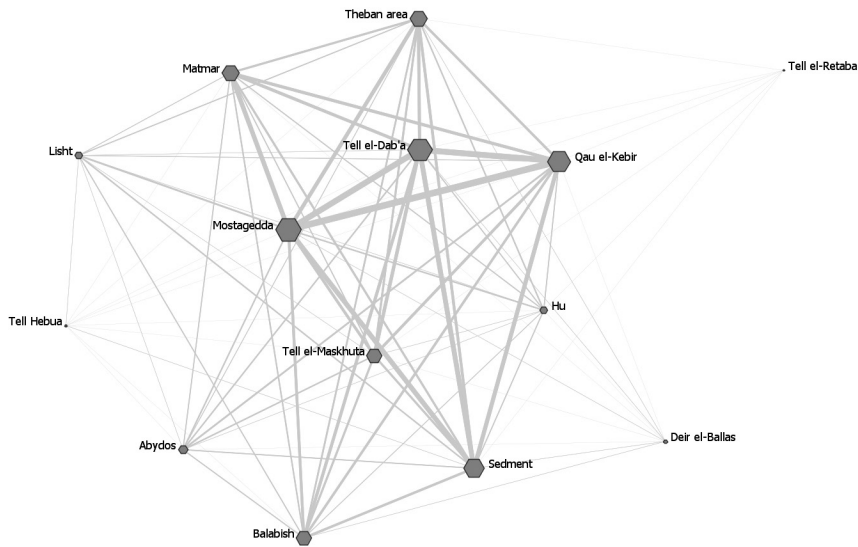 Theban area
Tell el-Retaba
Matmar
Tell el-Dab'a
Lisht
Qau el-Kebir
Mostagedda
Hu
Tell Hebua
Tell el-Maskhuta
Deir el-Ballas
Abydos
Sedment
Balabish